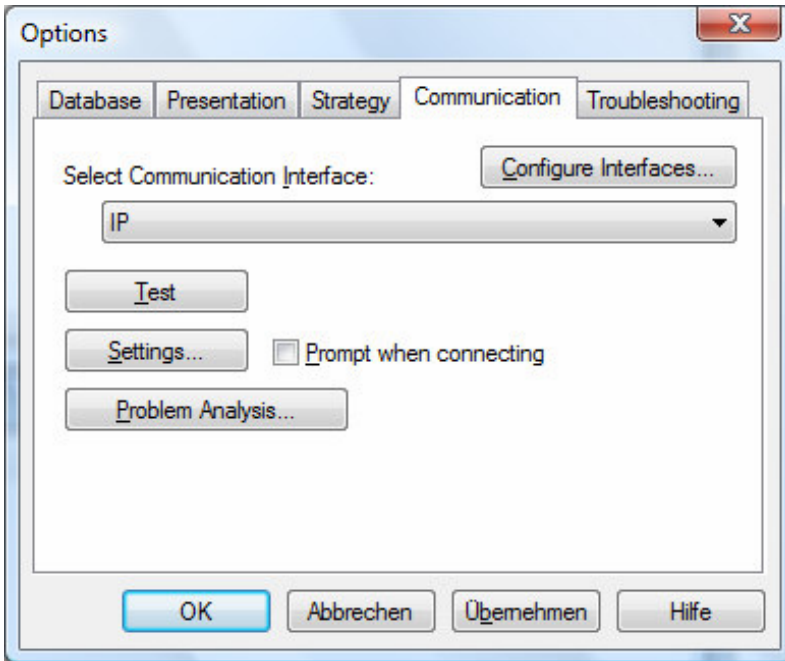 Options
Database Presentation Strategy Communication Troubleshooting
Select Communication Interface: Configure Interfaces...
IP
Test
Settings... Prompt when connecting
Problem Analysis...
OK Abbrechen Übernehmen Hilfe